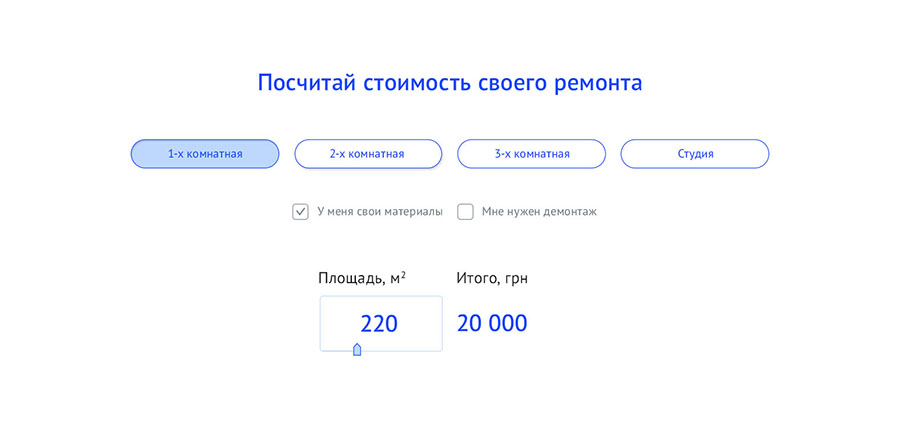 Посчитай стоимость своего ремонта
1-х комнатная 2-х комнатная 3-х комнатная Студия
У меня свои материалы Мне нужен демонтаж
Площадь, м² Итого, грн
220 20 000